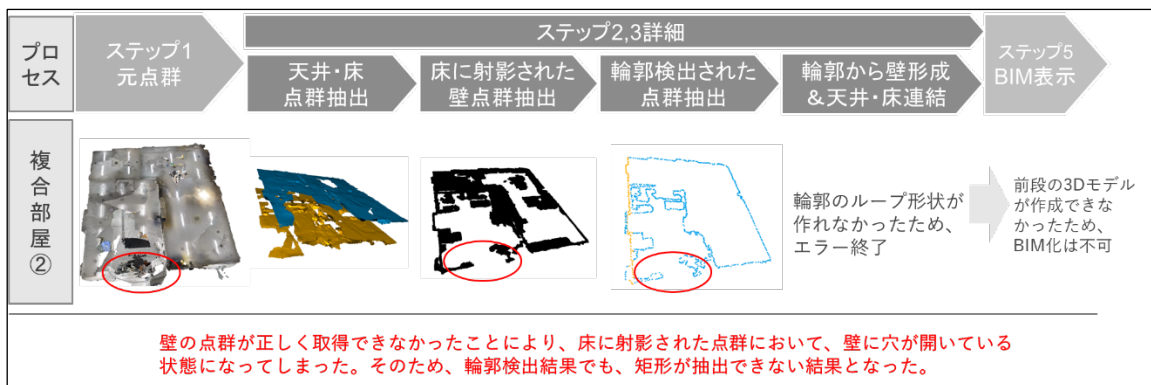 プロ
セス
ステップ1
元点群
ステップ2,3詳細
天井・床
点群抽出
床に射影された
壁点群抽出
輪郭検出された
点群抽出
輪郭から壁形成
&天井・床連結
ステップ5
BIM表示
複合部屋②
輪郭のループ形状が
作れなかったため、
エラー終了
前段の3Dモデル
が作成できな
かったため、
BIM化は不可
壁の点群が正しく取得できなかったことにより、床に射影された点群において、壁に穴が開いている
状態になってしまった。そのため、輪郭検出結果でも、矩形が抽出できない結果となった。